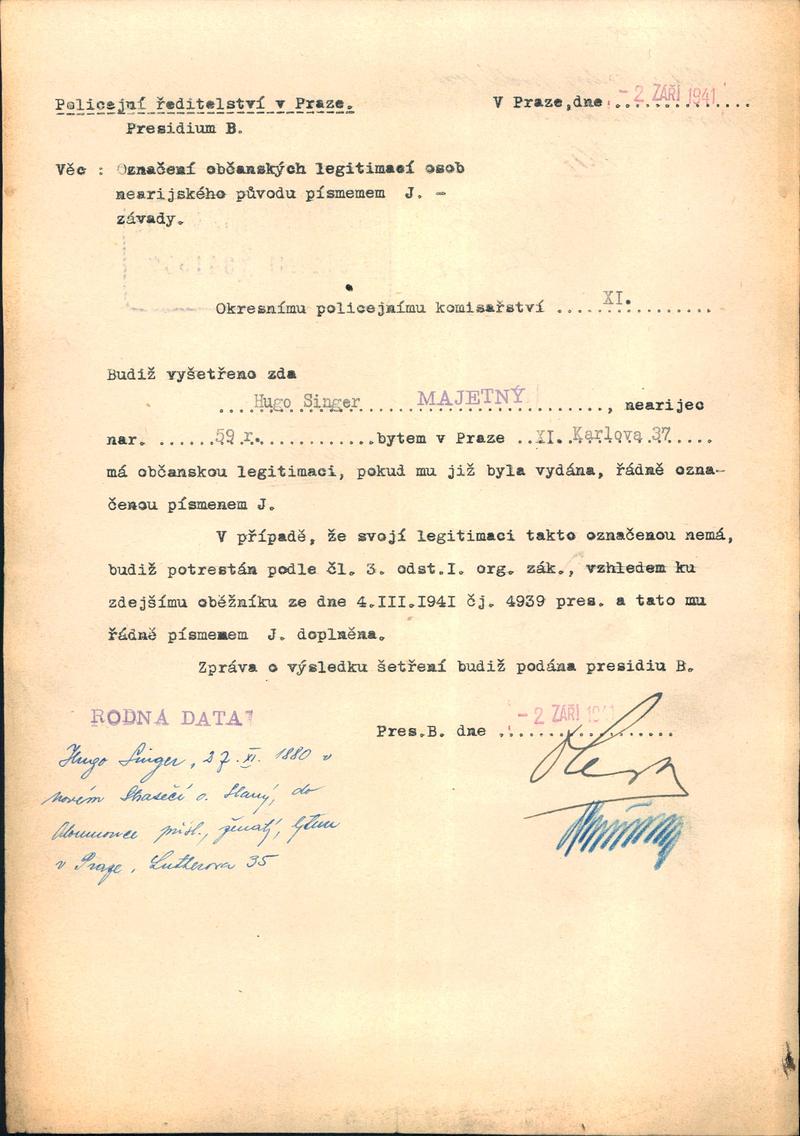 Policejní ředitelství v Praze.
V Praze,dne - 2 ZÁŘÍ 1941
Presidium B.
Věc : Označení občanských legitimací osob
nearijského původu písmemem J. -
závady.
Okresnímu policejnímu komisařství ....XI.............
Budiž vyšetřeno zda
....Hugo Singer......MAJETNÝ........, nearijec
nar. ......59 r...........bytem v Praze ..XI. Karlova 37....
má občanskou legitimaci, pokud mu již byla vydána, řádně ozna-
čenou písmenem J.
V případě, že svojí legitimaci takto označenou nemá,
budiž potrestán podle čl. 3. odst.I. org. zák., vzhledem ku
zdejšímu oběžníku ze dne 4.III.1941 čj. 4939 pres. a tato mu
řádně písmenem J. doplněna.
Zpráva o výsledku šetření budiž podána presidiu B.
RODNÁ DATA
Pres.B. dne - 2 ZÁŘÍ 1941
Hugo Singer, 27. XI. 1880 v
novém Strašecí o. Slaný, do
přísl., ženatý, bytem
v Praze, Lutherova 35